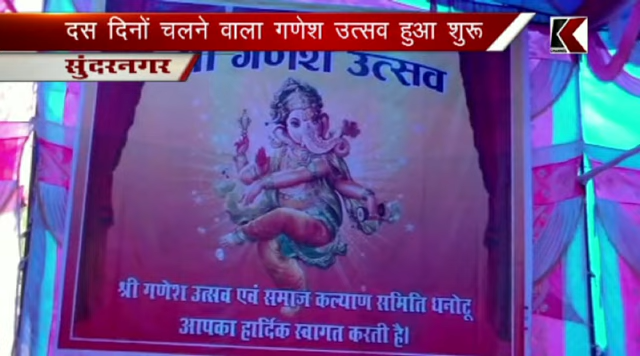 दस दिनों चलने वाला गणेश उत्सव हुआ शुरू
सुंदरनगर
श्री गणेश उत्सव
श्री गणेश उत्सव एवं समाज कल्याण समिति धनोटू
आपका हार्दिक स्वागत करती है।